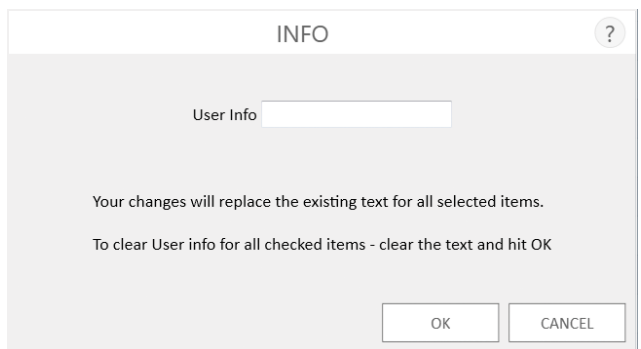 INFO
?
User Info
Your changes will replace the existing text for all selected items.
To clear User info for all checked items - clear the text and hit OK
OK
CANCEL